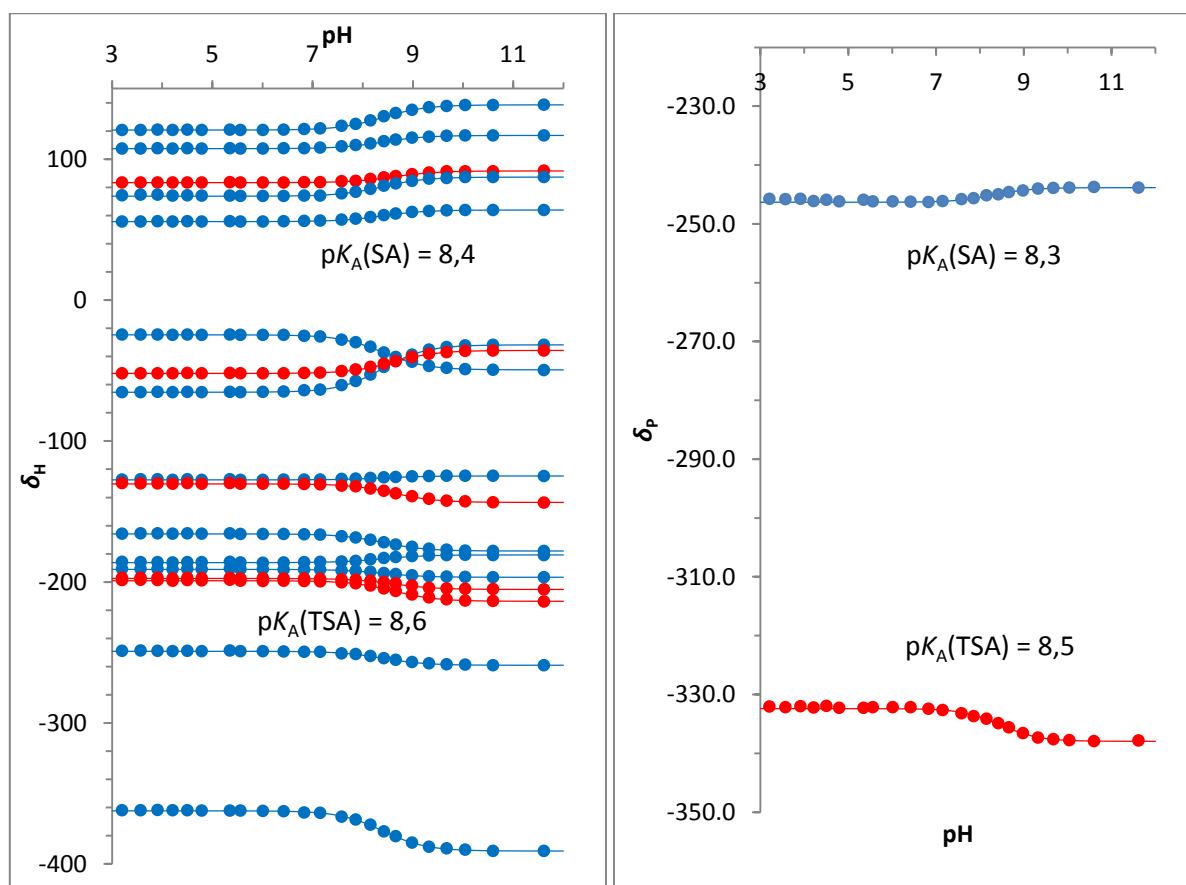 pH
3 5 7 9 11
100
pKA(SA) = 8,4
0
-100
δH
-200
pKA(TSA) = 8,6
-300
-400
3 5 7 9 11
-230.0
-250.0
pKA(SA) = 8,3
-270.0
δP
-290.0
-310.0
pKA(TSA) = 8,5
-330.0
-350.0
pH